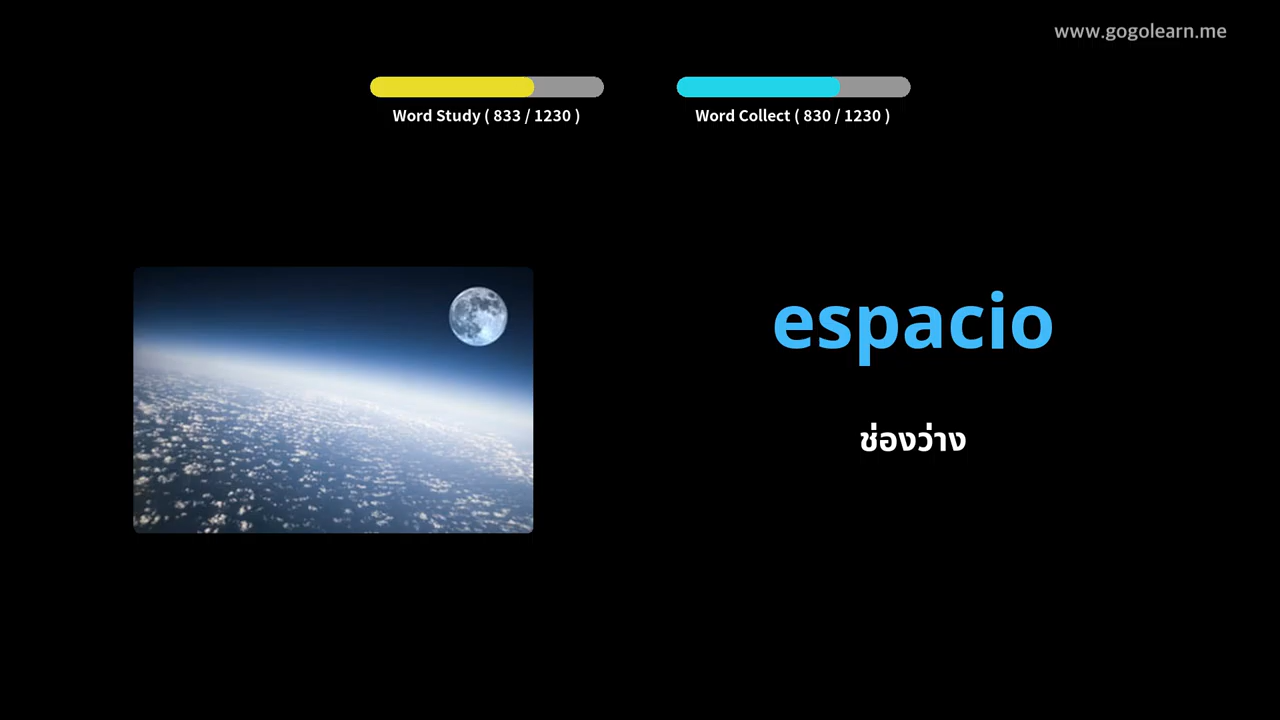 www.gogolearn.me
Word Study ( 833 / 1230 )
Word Collect ( 830 / 1230 )
espacio
ช่องว่าง